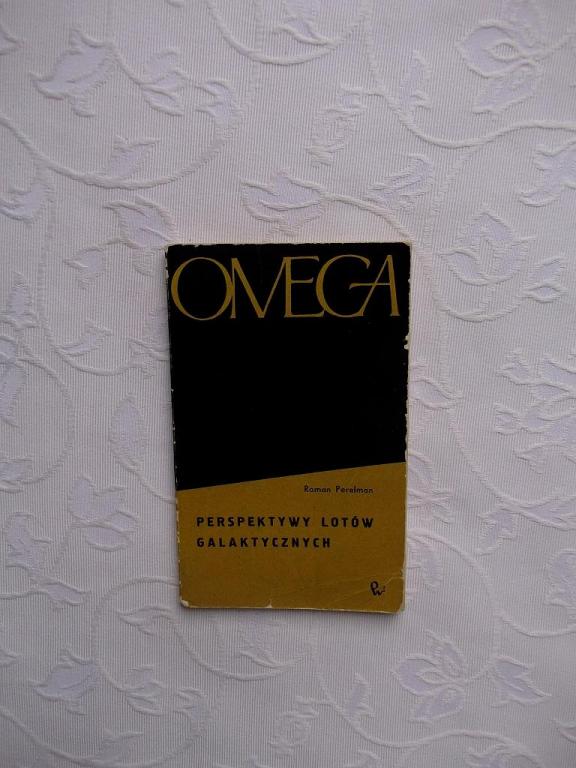 OMEGA
Roman Perelman
PERSPEKTYWY LOTÓW
GALAKTYCZNYCH